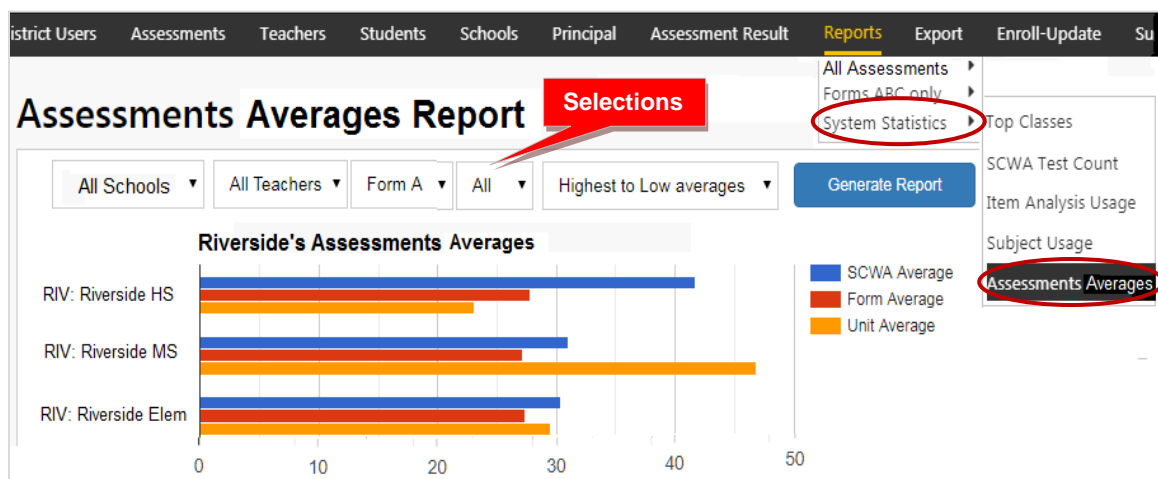 istrict Users Assessments Teachers Students Schools Principal Assessment Result Reports Export Enroll-Update Su
All Assessments
Forms ABC only
System Statistics
Top Classes
SCWA Test Count
Item Analysis Usage
Subject Usage
Assessments Averages
Assessments Averages Report
Selections
All Schools All Teachers Form A All Highest to Low averages Generate Report
Riverside's Assessments Averages
SCWA Average
Form Average
Unit Average
RIV: Riverside HS
RIV: Riverside MS
RIV: Riverside Elem
0 10 20 30 40 50